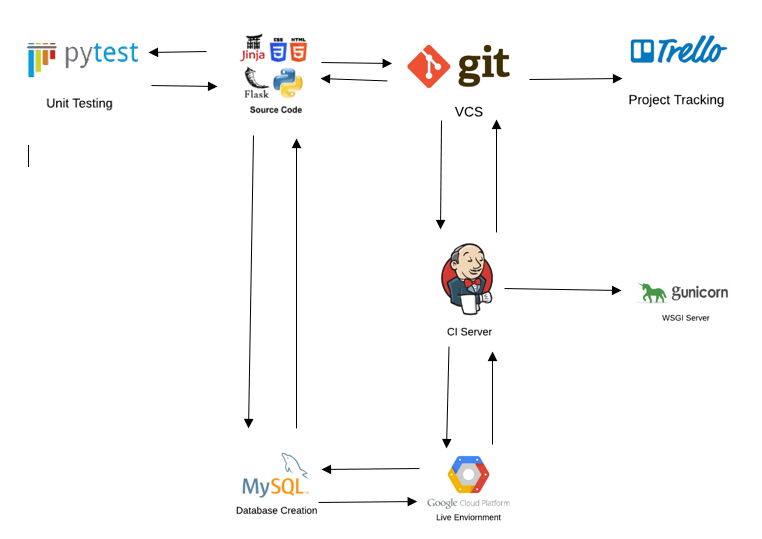 pytest
Unit Testing
Jinja
CSS
HTML
Flask
Source Code
git
VCS
Trello
Project Tracking
CI Server
gunicorn
WSGI Server
MySQL
Database Creation
Google Cloud Platform
Live Enviornment